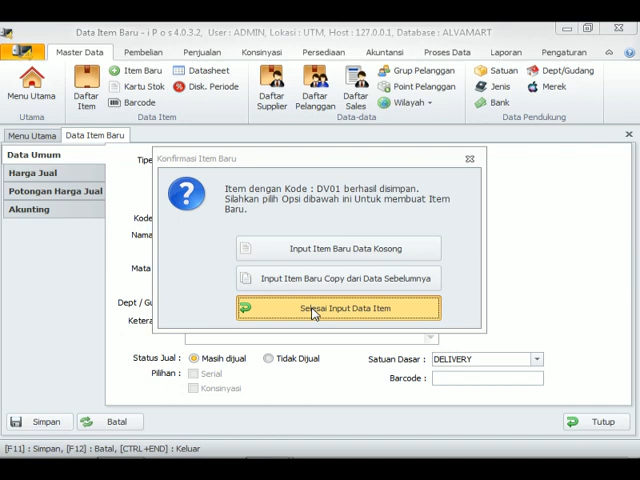 Data Item Baru - i P o s 4.0.3.2, User : ADMIN, Lokasi : UTM, Host : 127.0.0.1, Database : ALVAMART
Master Data Pembelian Penjualan Konsinyasi Persediaan Akuntansi Proses Data Laporan Pengaturan
Menu Utama
Utama
Daftar Item
Item Baru
Kartu Stok
Barcode
Datasheet
Disk. Periode
Data Item
Daftar Supplier
Daftar Pelanggan
Daftar Sales
Grup Pelanggan
Point Pelanggan
Wilayah
Data-data
Satuan
Jenis
Bank
Dept/Gudang
Merek
Data Pendukung
Menu Utama Data Item Baru
Data Umum
Harga Jual
Potongan Harga Jual
Akunting
Tipe
Kode
Nama
Mata
Dept / Gu
Ketera
Konfirmasi Item Baru
Item dengan Kode : DV01 berhasil disimpan.
Silahkan pilih Opsi dibawah ini Untuk membuat Item
Baru.
Input Item Baru Data Kosong
Input Item Baru Copy dari Data Sebelumnya
Selesai Input Data Item
Status Jual : Masih dijual Tidak Dijual
Pilihan : Serial
Konsinyasi
Satuan Dasar : DELIVERY
Barcode :
Simpan Batal Tutup
[F11] : Simpan, [F12] : Batal, [CTRL+END] : Keluar